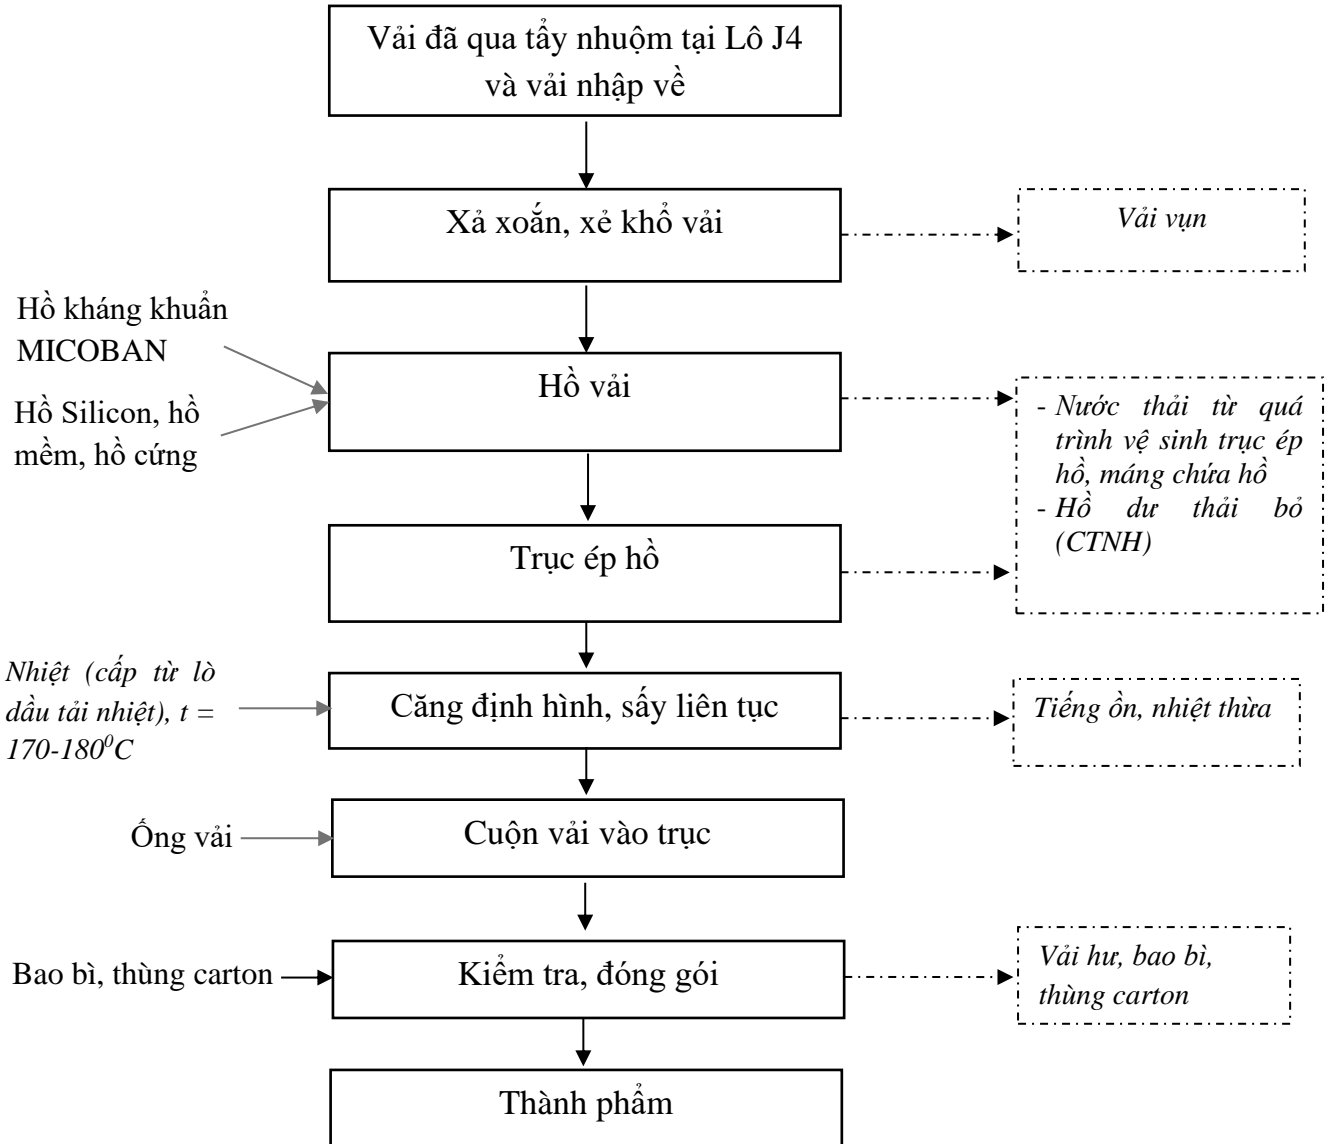 Vải đã qua tẩy nhuộm tại Lô J4
và vải nhập về
Xả xoắn, xẻ khổ vải
Vải vụn
Hồ kháng khuẩn
MICOBAN
Hồ Silicon, hồ
mềm, hồ cứng
Hồ vải
- Nước thải từ quá
trình vệ sinh trục ép
hồ, máng chứa hồ
- Hồ dư thải bỏ
(CTNH)
Trục ép hồ
Nhiệt (cấp từ lò
dầu tải nhiệt), t =
170-180⁰C
Căng định hình, sấy liên tục
Tiếng ồn, nhiệt thừa
Ống vải
Cuộn vải vào trục
Bao bì, thùng carton
Kiểm tra, đóng gói
Vải hư, bao bì,
thùng carton
Thành phẩm